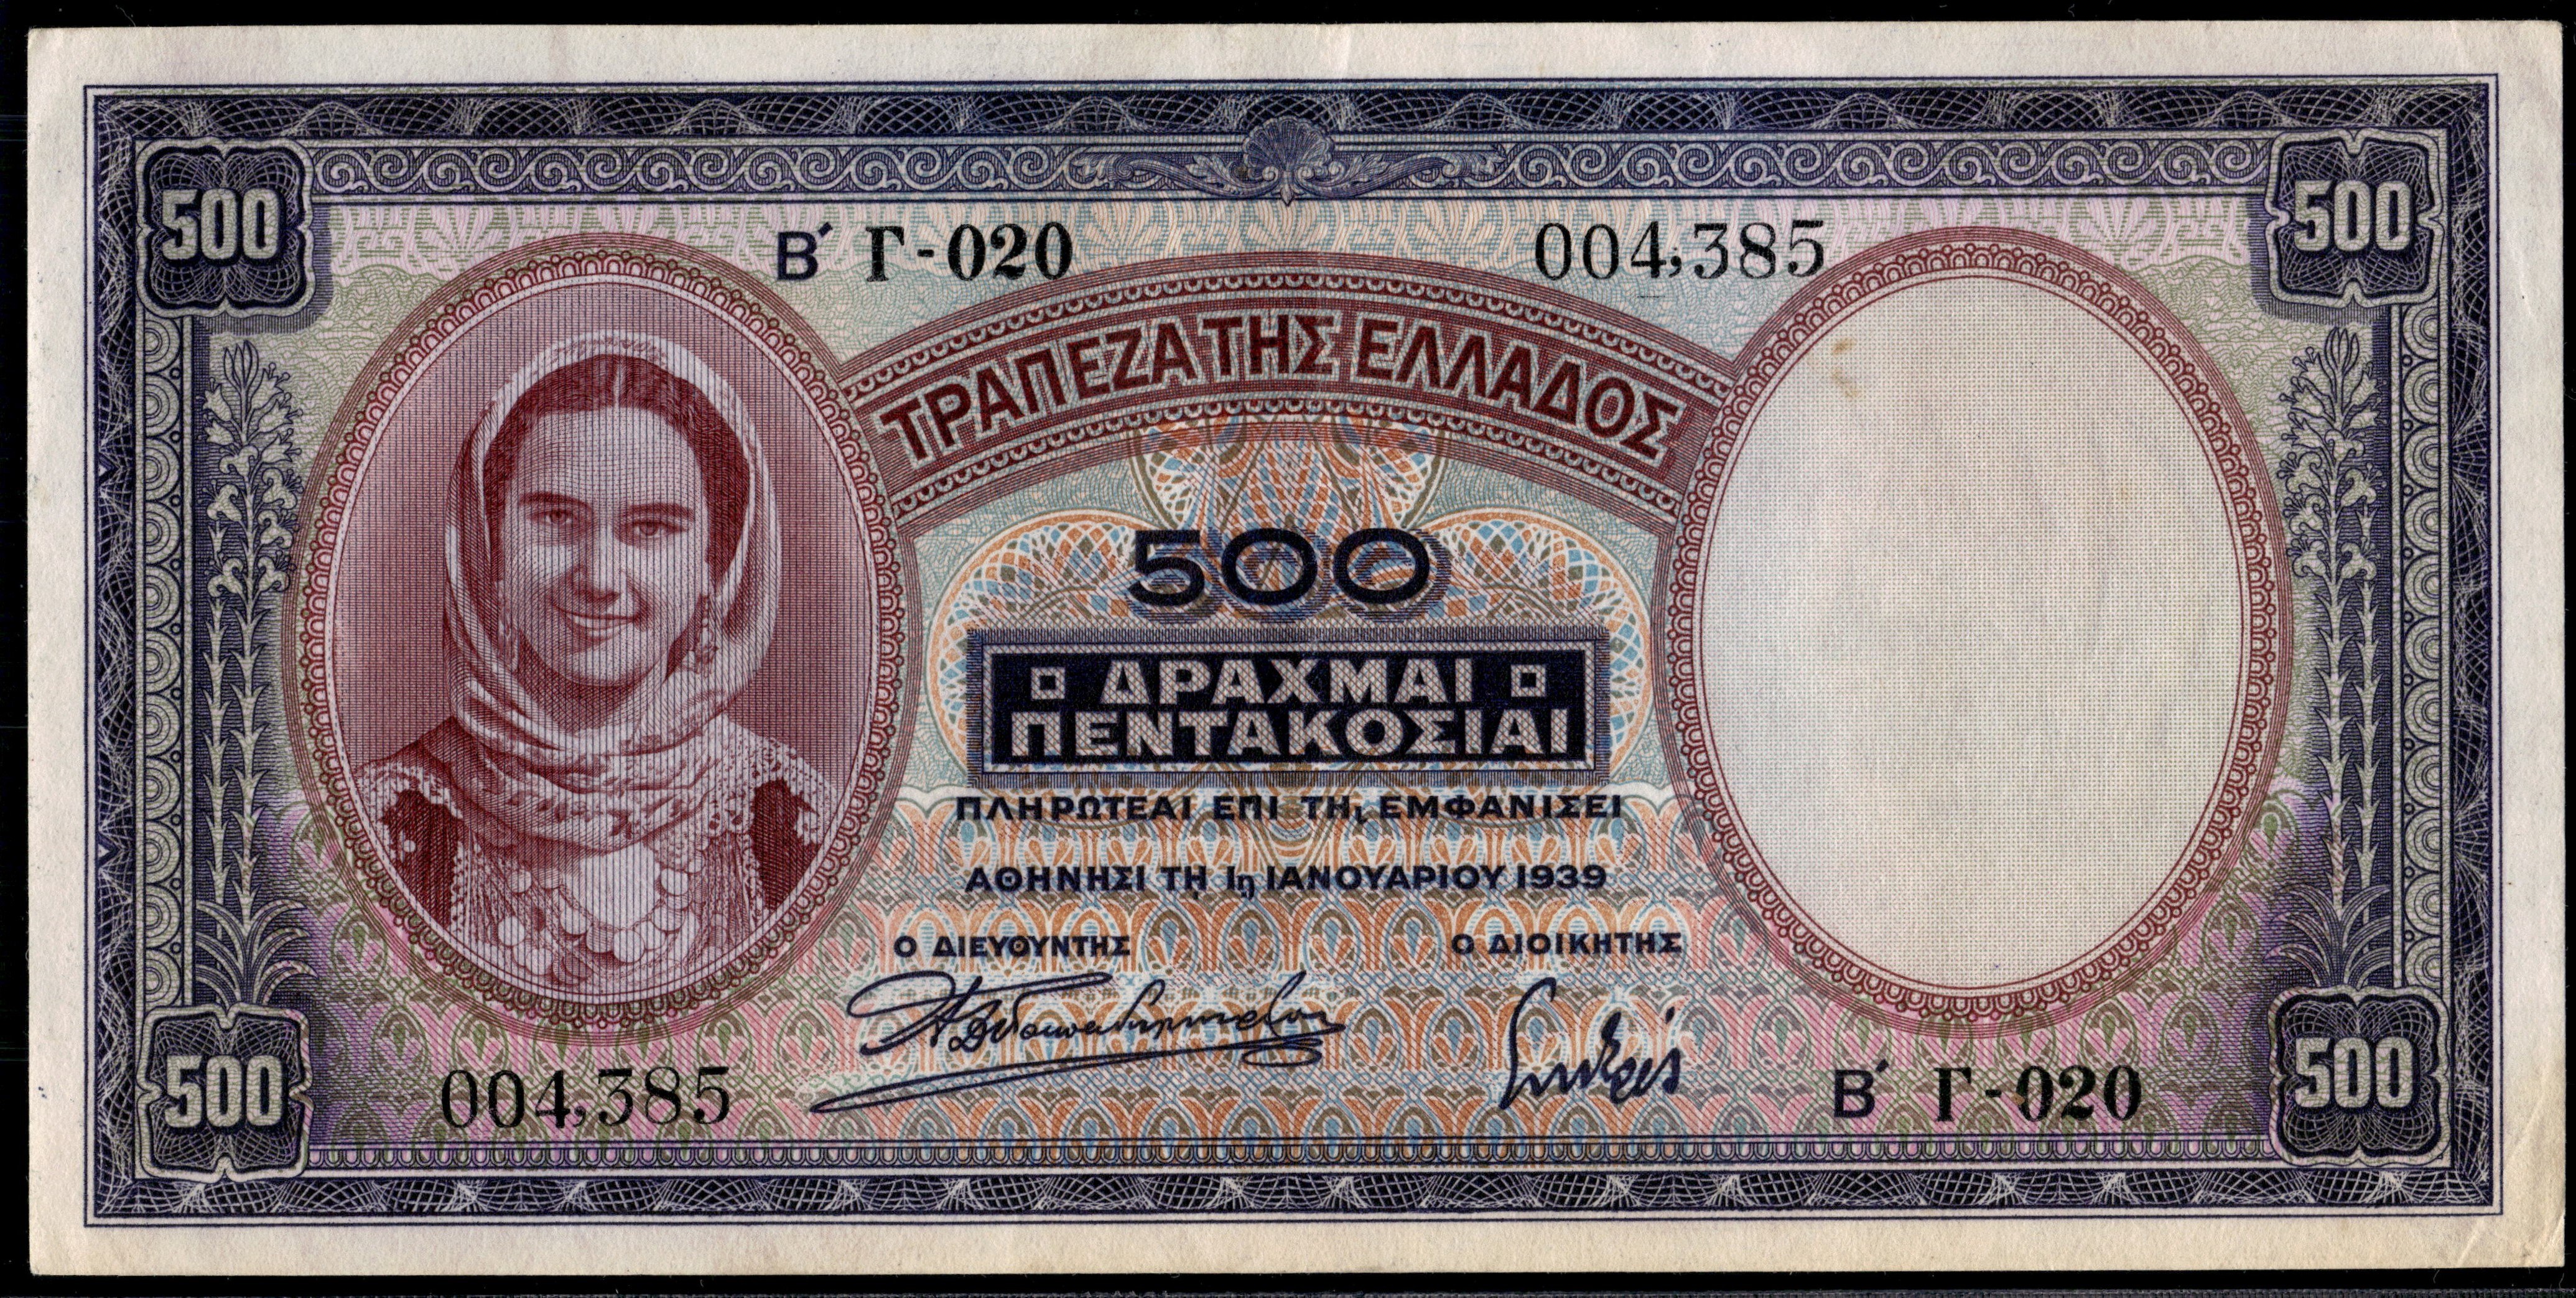 500
500
Β΄ Γ-020
004,385
ΤΡΑΠΕΖΑ ΤΗΣ ΕΛΛΑΔΟΣ
500
ΔΡΑΧΜΑΙ
ΠΕΝΤΑΚΟΣΙΑΙ
ΠΛΗΡΩΤΕΑΙ ΕΠΙ ΤΗι ΕΜΦΑΝΙΣΕΙ
ΑΘΗΝΗΣΙ ΤΗ 1η ΙΑΝΟΥΑΡΙΟΥ 1939
Ο ΔΙΕΥΘΥΝΤΗΣ
Ο ΔΙΟΙΚΗΤΗΣ
004,385
Β΄ Γ-020
500
500